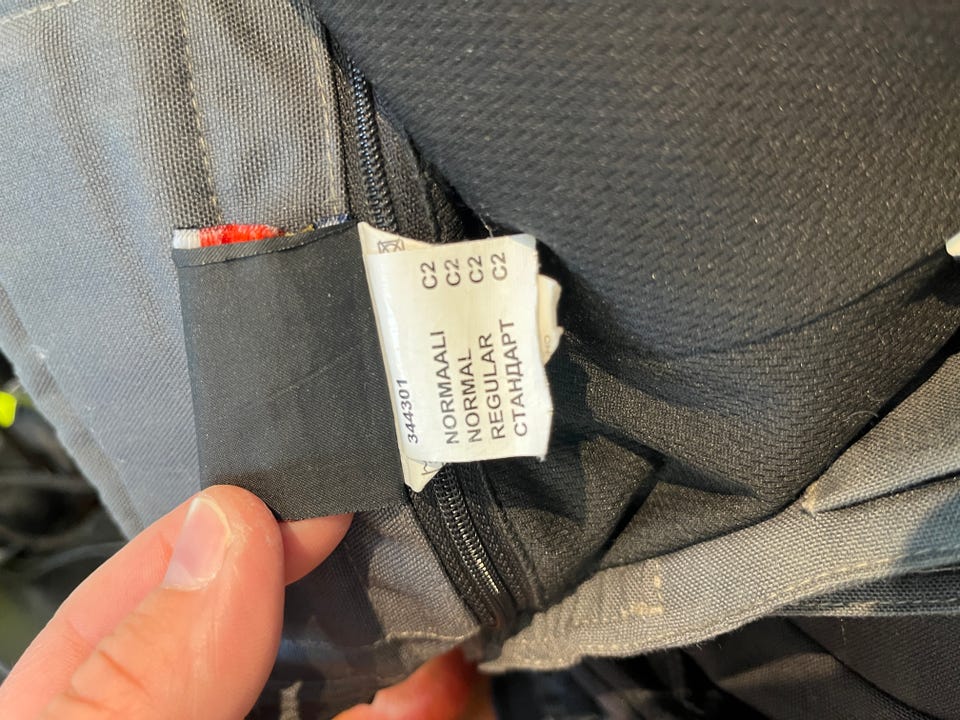 344301
NORMAALI C2
NORMAL C2
REGULAR C2
СТАНДАРТ C2